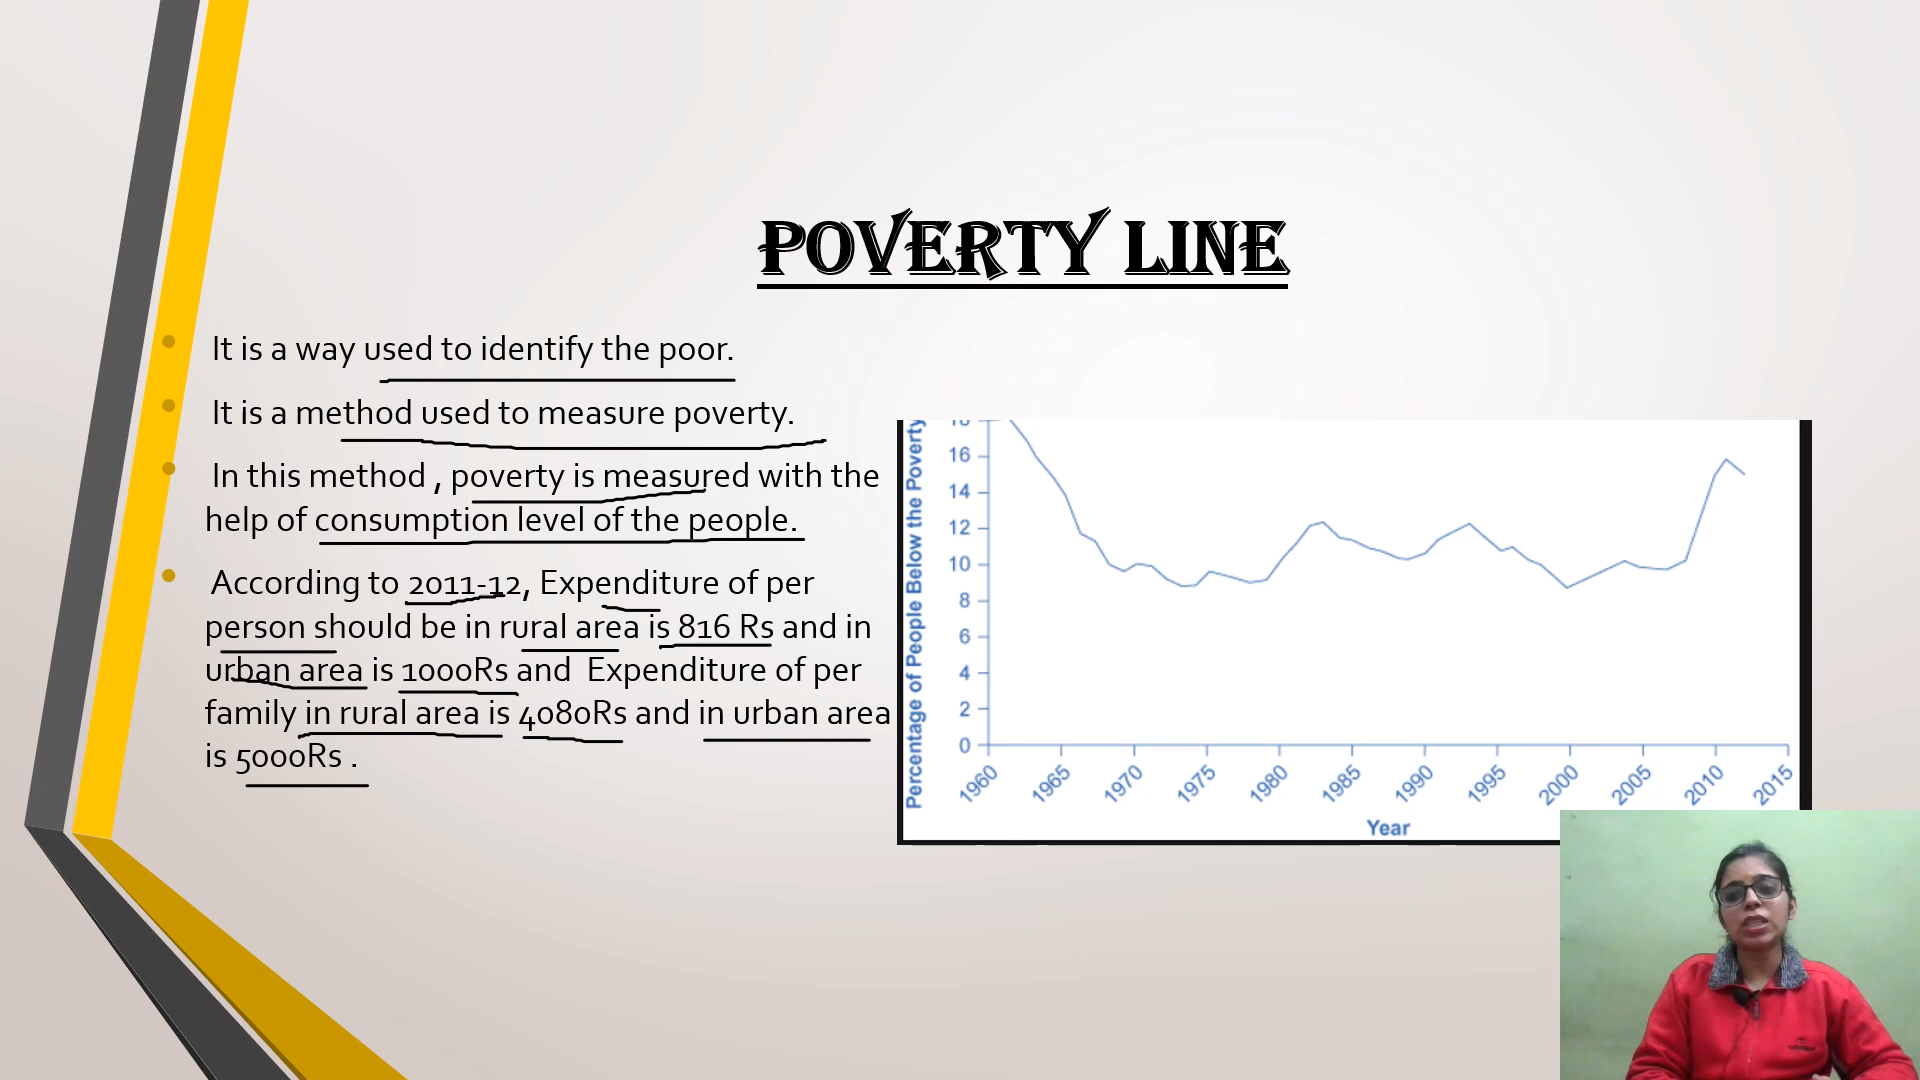 POVERTY LINE
It is a way used to identify the poor.
It is a method used to measure poverty.
In this method , poverty is measured with the
help of consumption level of the people.
According to 2011-12, Expenditure of per
person should be in rural area is 816 Rs and in
urban area is 1000Rs and Expenditure of per
family in rural area is 4080Rs and in urban area
is 5000Rs .
Percentage of People Below the Poverty
16
14
12
10
8
6
4
2
0
1960 1965 1970 1975 1980 1985 1990 1995 2000 2005 2010 2015
Year